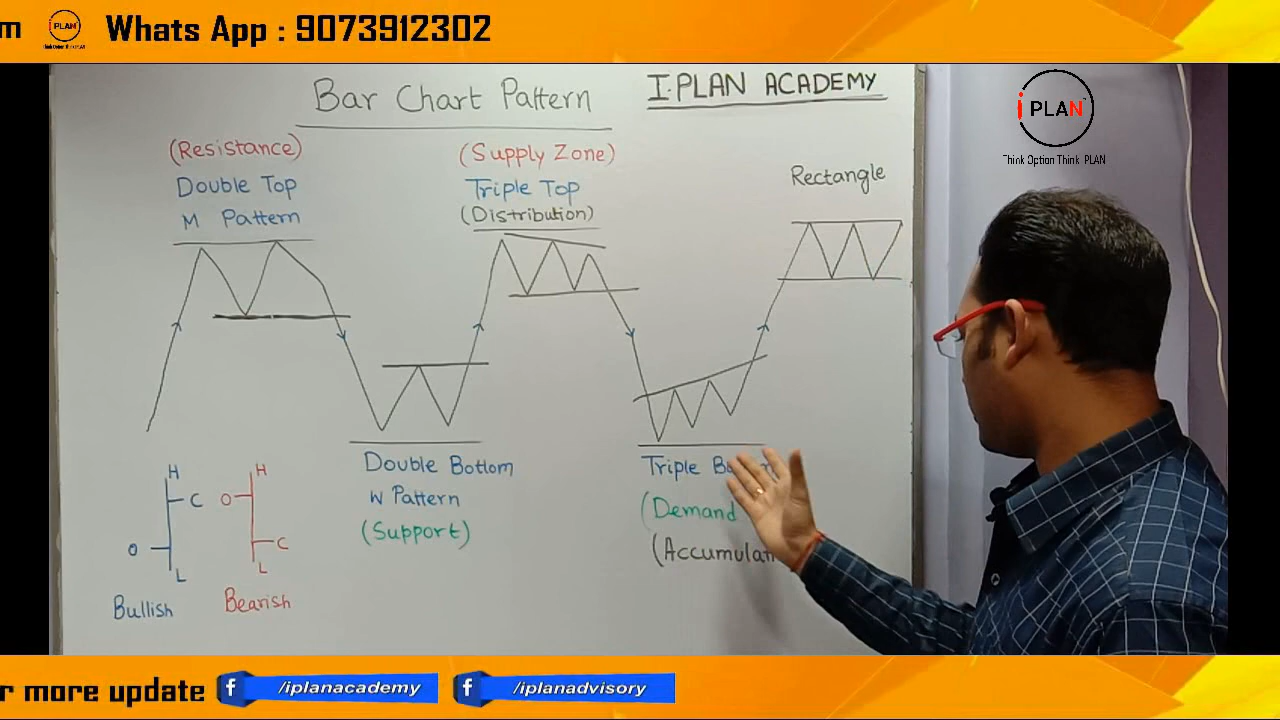 m
iPLAN
Whats App : 9073912302
Bar Chart Pattern
I.PLAN ACADEMY
iPLAN
Think Option Think PLAN
(Resistance)
Double Top
M Pattern
(Supply Zone)
Triple Top
(Distribution)
Rectangle
Double Bottom
W Pattern
(Support)
Triple
(Demand
H
C
O
L
Bullish
H
O
C
L
Bearish
r more update
f /iplanacademy
f /iplanadvisory